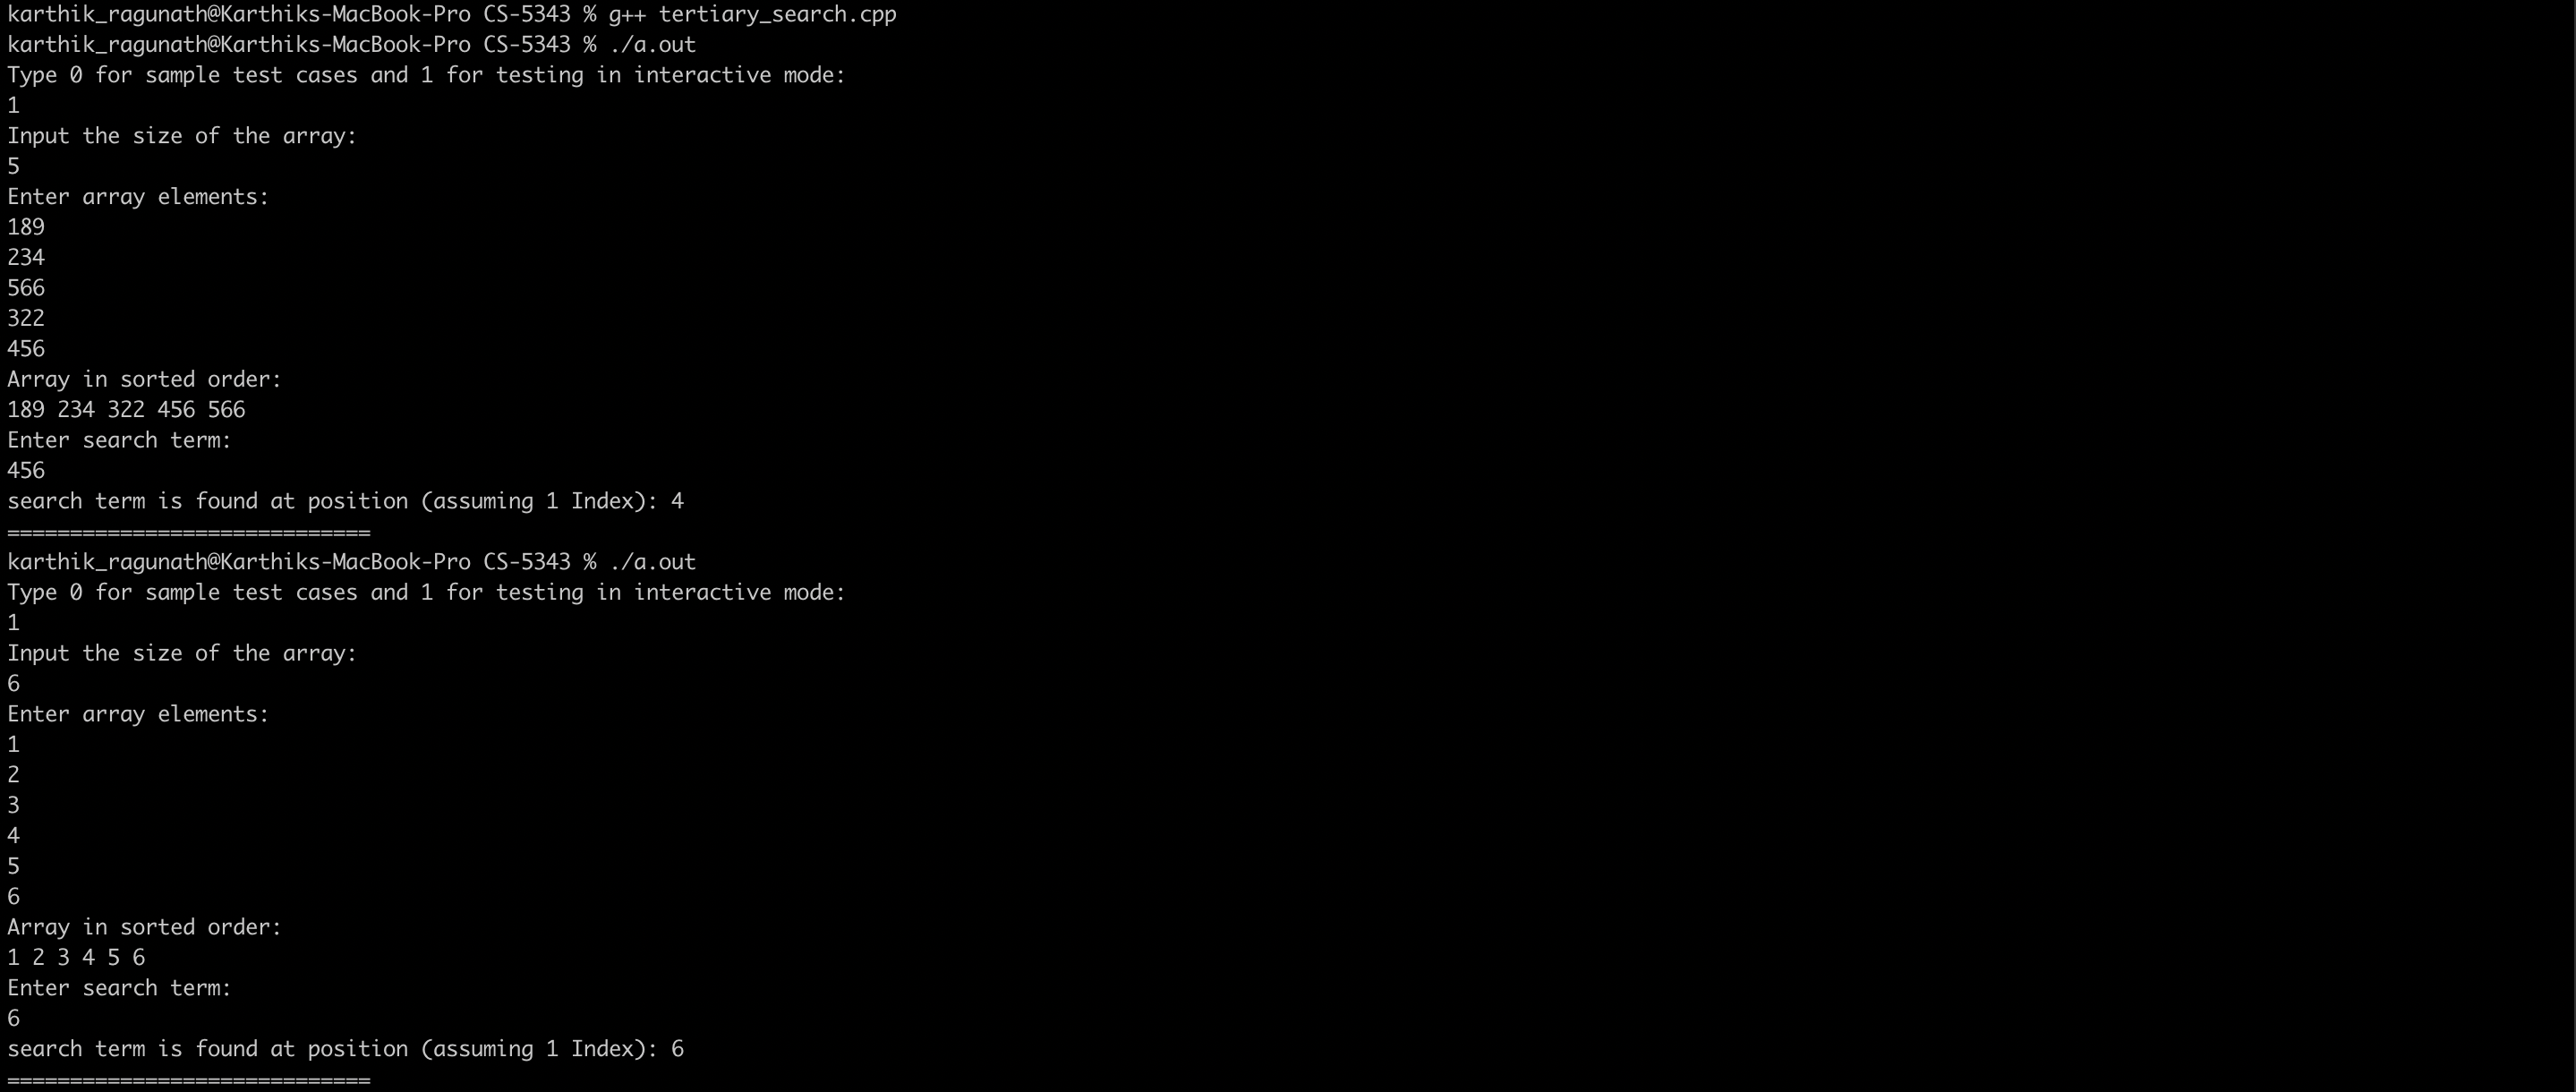 karthik_ragunath@Karthiks-MacBook-Pro CS-5343 % g++ tertiary_search.cpp
karthik_ragunath@Karthiks-MacBook-Pro CS-5343 % ./a.out
Type 0 for sample test cases and 1 for testing in interactive mode:
1
Input the size of the array:
5
Enter array elements:
189
234
566
322
456
Array in sorted order:
189 234 322 456 566
Enter search term:
456
search term is found at position (assuming 1 Index): 4
=============================
karthik_ragunath@Karthiks-MacBook-Pro CS-5343 % ./a.out
Type 0 for sample test cases and 1 for testing in interactive mode:
1
Input the size of the array:
6
Enter array elements:
1
2
3
4
5
6
Array in sorted order:
1 2 3 4 5 6
Enter search term:
6
search term is found at position (assuming 1 Index): 6
=============================